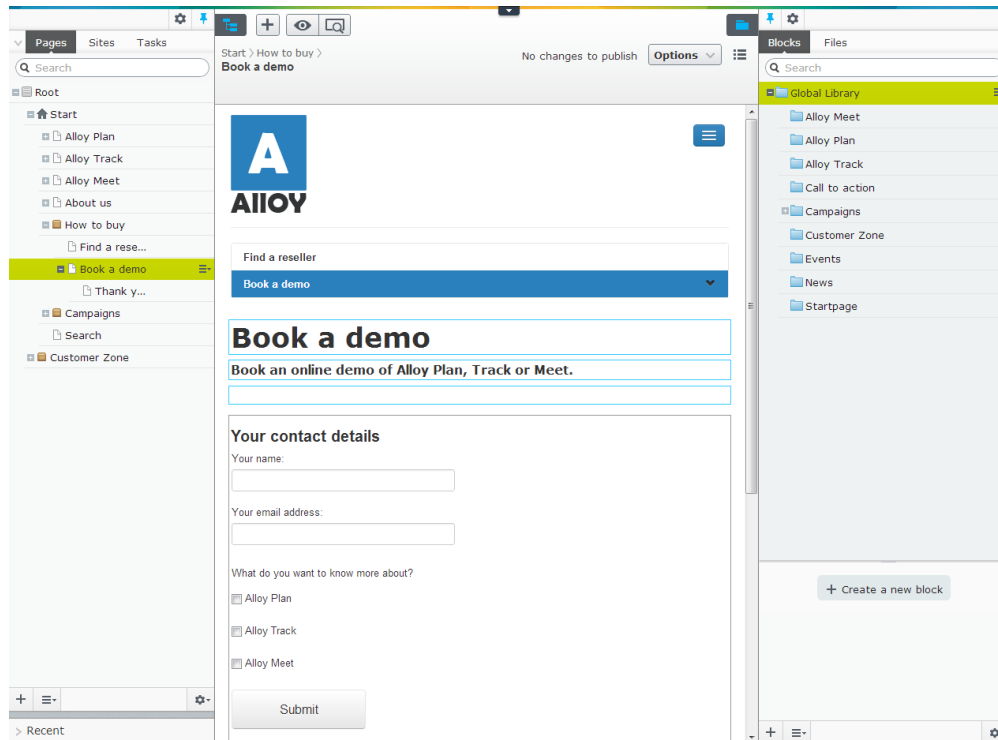 Pages Sites Tasks
Search
Root
Start
Alloy Plan
Alloy Track
Alloy Meet
About us
How to buy
Find a rese...
Book a demo
Thank y...
Campaigns
Search
Customer Zone
Recent
Start > How to buy >
Book a demo
No changes to publish
Options
A
Alloy
Find a reseller
Book a demo
Book a demo
Book an online demo of Alloy Plan, Track or Meet.
Your contact details
Your name:
Your email address:
What do you want to know more about?
Alloy Plan
Alloy Track
Alloy Meet
Submit
Blocks Files
Search
Global Library
Alloy Meet
Alloy Plan
Alloy Track
Call to action
Campaigns
Customer Zone
Events
News
Startpage
+ Create a new block